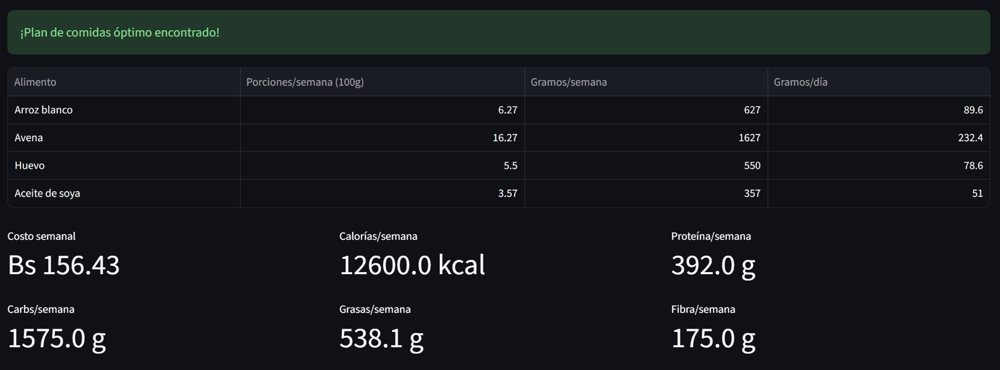 ¡Plan de comidas óptimo encontrado!
Alimento Porciones/semana (100g) Gramos/semana Gramos/día
Arroz blanco 6.27 627 89.6
Avena 16.27 1627 232.4
Huevo 5.5 550 78.6
Aceite de soya 3.57 357 51
Costo semanal Calorías/semana Proteína/semana
Bs 156.43 12600.0 kcal 392.0 g
Carbs/semana Grasas/semana Fibra/semana
1575.0 g 538.1 g 175.0 g